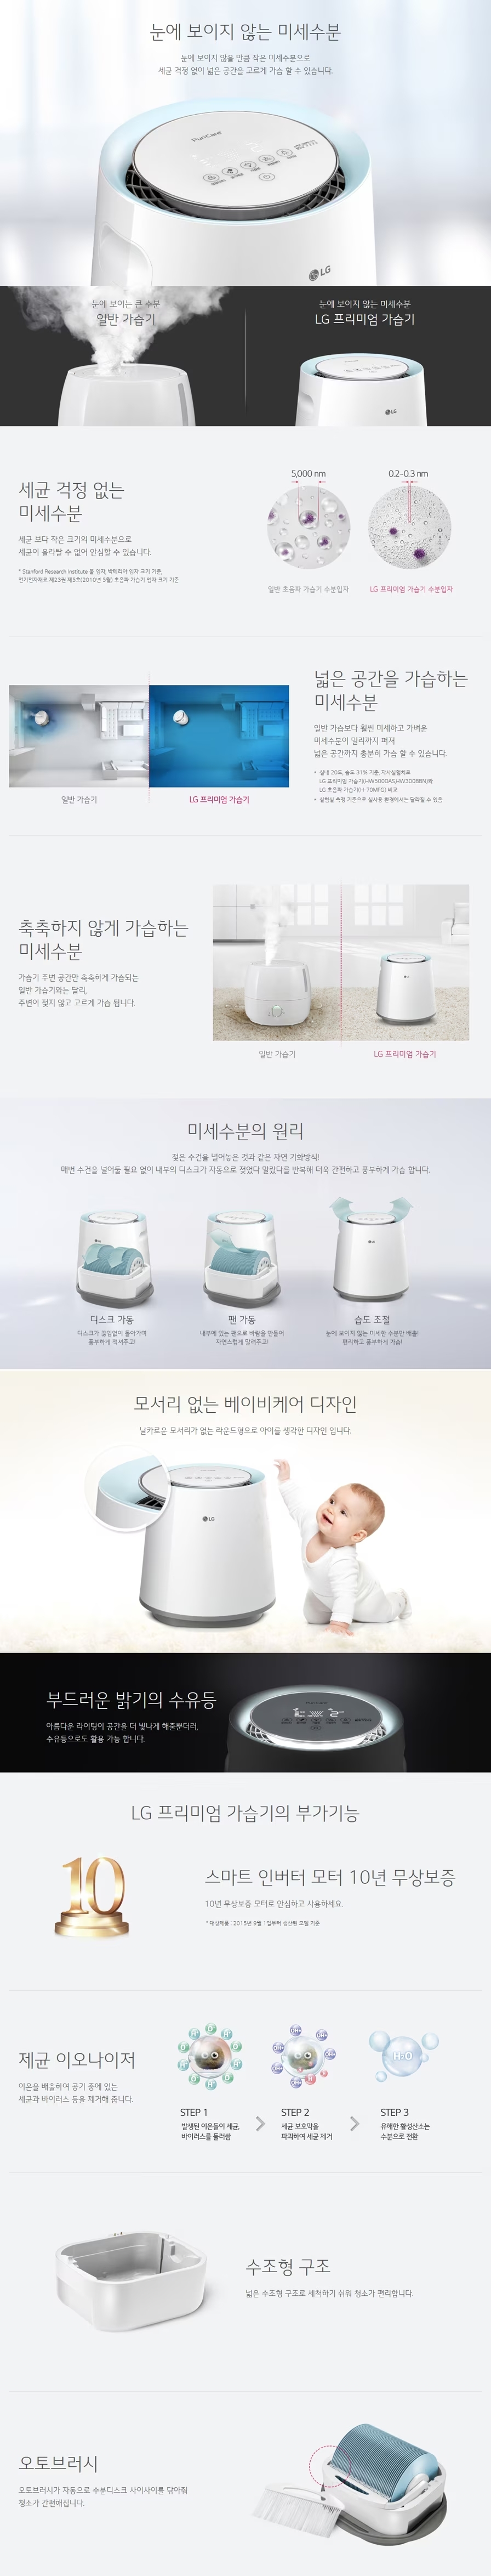 눈에 보이지 않는 미세수분
눈에 보이지 않을 만큼 작은 미세수분으로
세균 걱정 없이 넓은 공간을 고르게 가습 할 수 있습니다.
PuriCare
LG
눈에 보이는 큰 수분
일반 가습기
눈에 보이지 않는 미세수분
LG 프리미엄 가습기
LG
세균 걱정 없는
미세수분
세균 보다 작은 크기의 미세수분으로
세균이 올라탈 수 없어 안심할 수 있습니다.
* Stanford Research Institute 물 입자, 박테리아 입자 크기 기준,
전기전자재료 제23권 제5호(2010년 5월) 초음파 가습기 입자 크기 기준
5,000 nm
0.2-0.3 nm
일반 초음파 가습기 수분입자
LG 프리미엄 가습기 수분입자
일반 가습기
LG 프리미엄 가습기
넓은 공간을 가습하는
미세수분
일반 가습보다 훨씬 미세하고 가벼운
미세수분이 멀리까지 퍼져
넓은 공간까지 충분히 가습 할 수 있습니다.
• 실내 20도, 습도 31% 기준, 자사실험치로
LG 프리미엄 가습기(HW500DAS,HW300BBN)와
LG 초음파 가습기(H-70MFG) 비교
• 실험실 측정 기준으로 실사용 환경에서는 달라질 수 있음
축축하지 않게 가습하는
미세수분
가습기 주변 공간만 축축하게 가습되는
일반 가습기와는 달리,
주변이 젖지 않고 고르게 가습 됩니다.
일반 가습기
LG 프리미엄 가습기
미세수분의 원리
젖은 수건을 널어놓은 것과 같은 자연 기화방식!
매번 수건을 널어둘 필요 없이 내부의 디스크가 자동으로 젖었다 말랐다를 반복해 더욱 간편하고 풍부하게 가습 합니다.
디스크 가동
디스크가 끊임없이 돌아가며
풍부하게 적셔주고!
팬 가동
내부에 있는 팬으로 바람을 만들어
자연스럽게 말려주고!
습도 조절
눈에 보이지 않는 미세한 수분만 배출!
편리하고 풍부하게 가습!
모서리 없는 베이비케어 디자인
날카로운 모서리가 없는 라운드형으로 아이를 생각한 디자인 입니다.
LG
부드러운 밝기의 수유등
아름다운 라이팅이 공간을 더 빛나게 해줄뿐더러,
수유등으로도 활용 가능 합니다.
LG 프리미엄 가습기의 부가기능
10
스마트 인버터 모터 10년 무상보증
10년 무상보증 모터로 안심하고 사용하세요.
* 대상제품 : 2015년 9월 1일부터 생산된 모델 기준
제균 이오나이저
이온을 배출하여 공기 중에 있는
세균과 바이러스 등을 제거해 줍니다.
H₂O
STEP 1
발생된 이온들이 세균,
바이러스를 둘러쌈
STEP 2
세균 보호막을
파괴하여 세균 제거
STEP 3
유해한 활성산소는
수분으로 전환
수조형 구조
넓은 수조형 구조로 세척하기 쉬워 청소가 편리합니다.
오토브러시
오토브러시가 자동으로 수분디스크 사이사이를 닦아줘
청소가 간편해집니다.